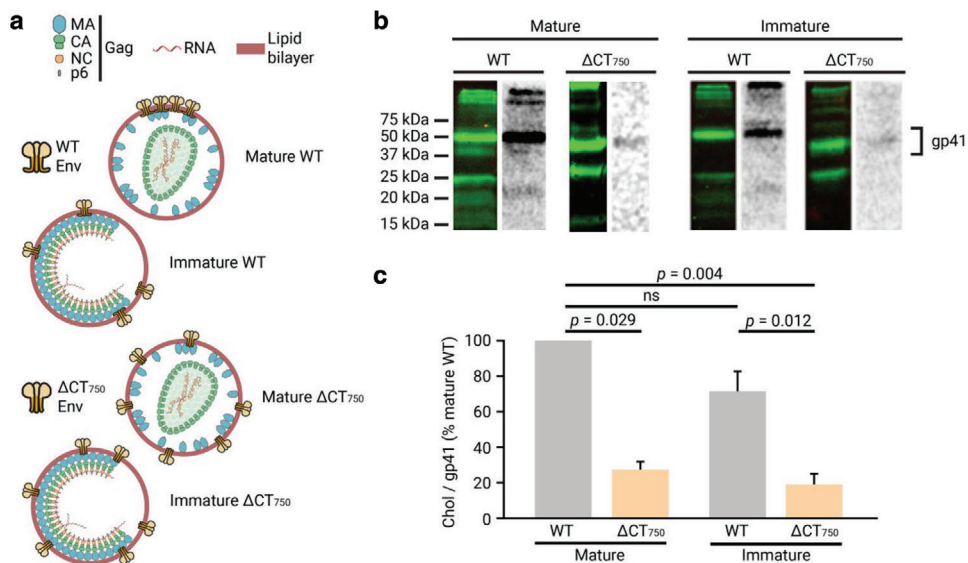 a
MA
CA
NC
p6
Gag
RNA
Lipid
bilayer
WT
Env
Mature WT
Immature WT
ΔCT750
Env
Mature ΔCT750
Immature ΔCT750
b
Mature
Immature
WT
ΔCT750
WT
ΔCT750
75 kDa
50 kDa
37 kDa
25 kDa
20 kDa
15 kDa
gp41
c
p = 0.004
ns
p = 0.029
p = 0.012
Chol / gp41 (% mature WT)
100
80
60
40
20
0
WT
ΔCT750
WT
ΔCT750
Mature
Immature